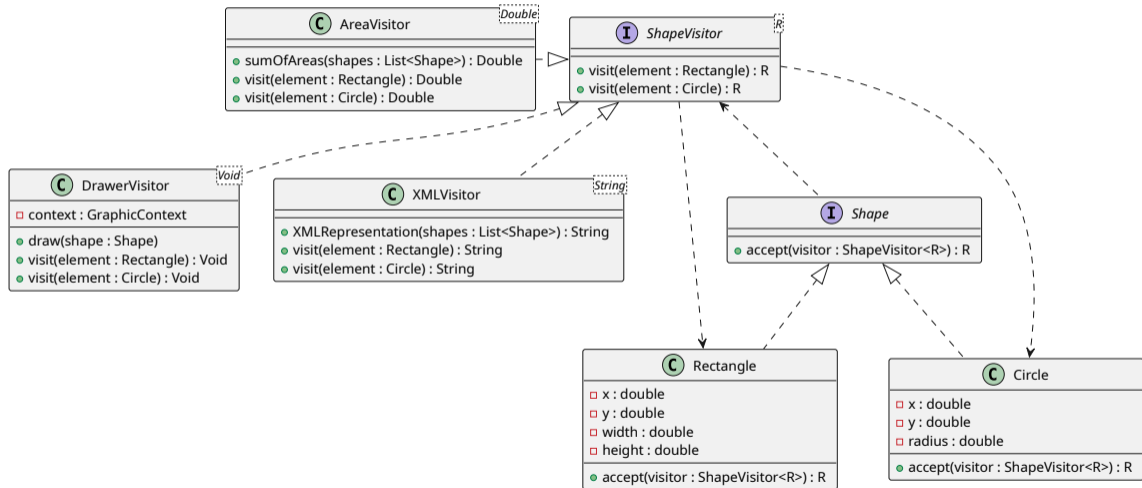 C AreaVisitor Double
sumOfAreas(shapes : List<Shape>) : Double
visit(element : Rectangle) : Double
visit(element : Circle) : Double
I ShapeVisitor R
visit(element : Rectangle) : R
visit(element : Circle) : R
C DrawerVisitor Void
context : GraphicContext
draw(shape : Shape)
visit(element : Rectangle) : Void
visit(element : Circle) : Void
C XMLVisitor String
XMLRepresentation(shapes : List<Shape>) : String
visit(element : Rectangle) : String
visit(element : Circle) : String
I Shape
accept(visitor : ShapeVisitor<R>) : R
C Rectangle
x : double
y : double
width : double
height : double
accept(visitor : ShapeVisitor<R>) : R
C Circle
x : double
y : double
radius : double
accept(visitor : ShapeVisitor<R>) : R